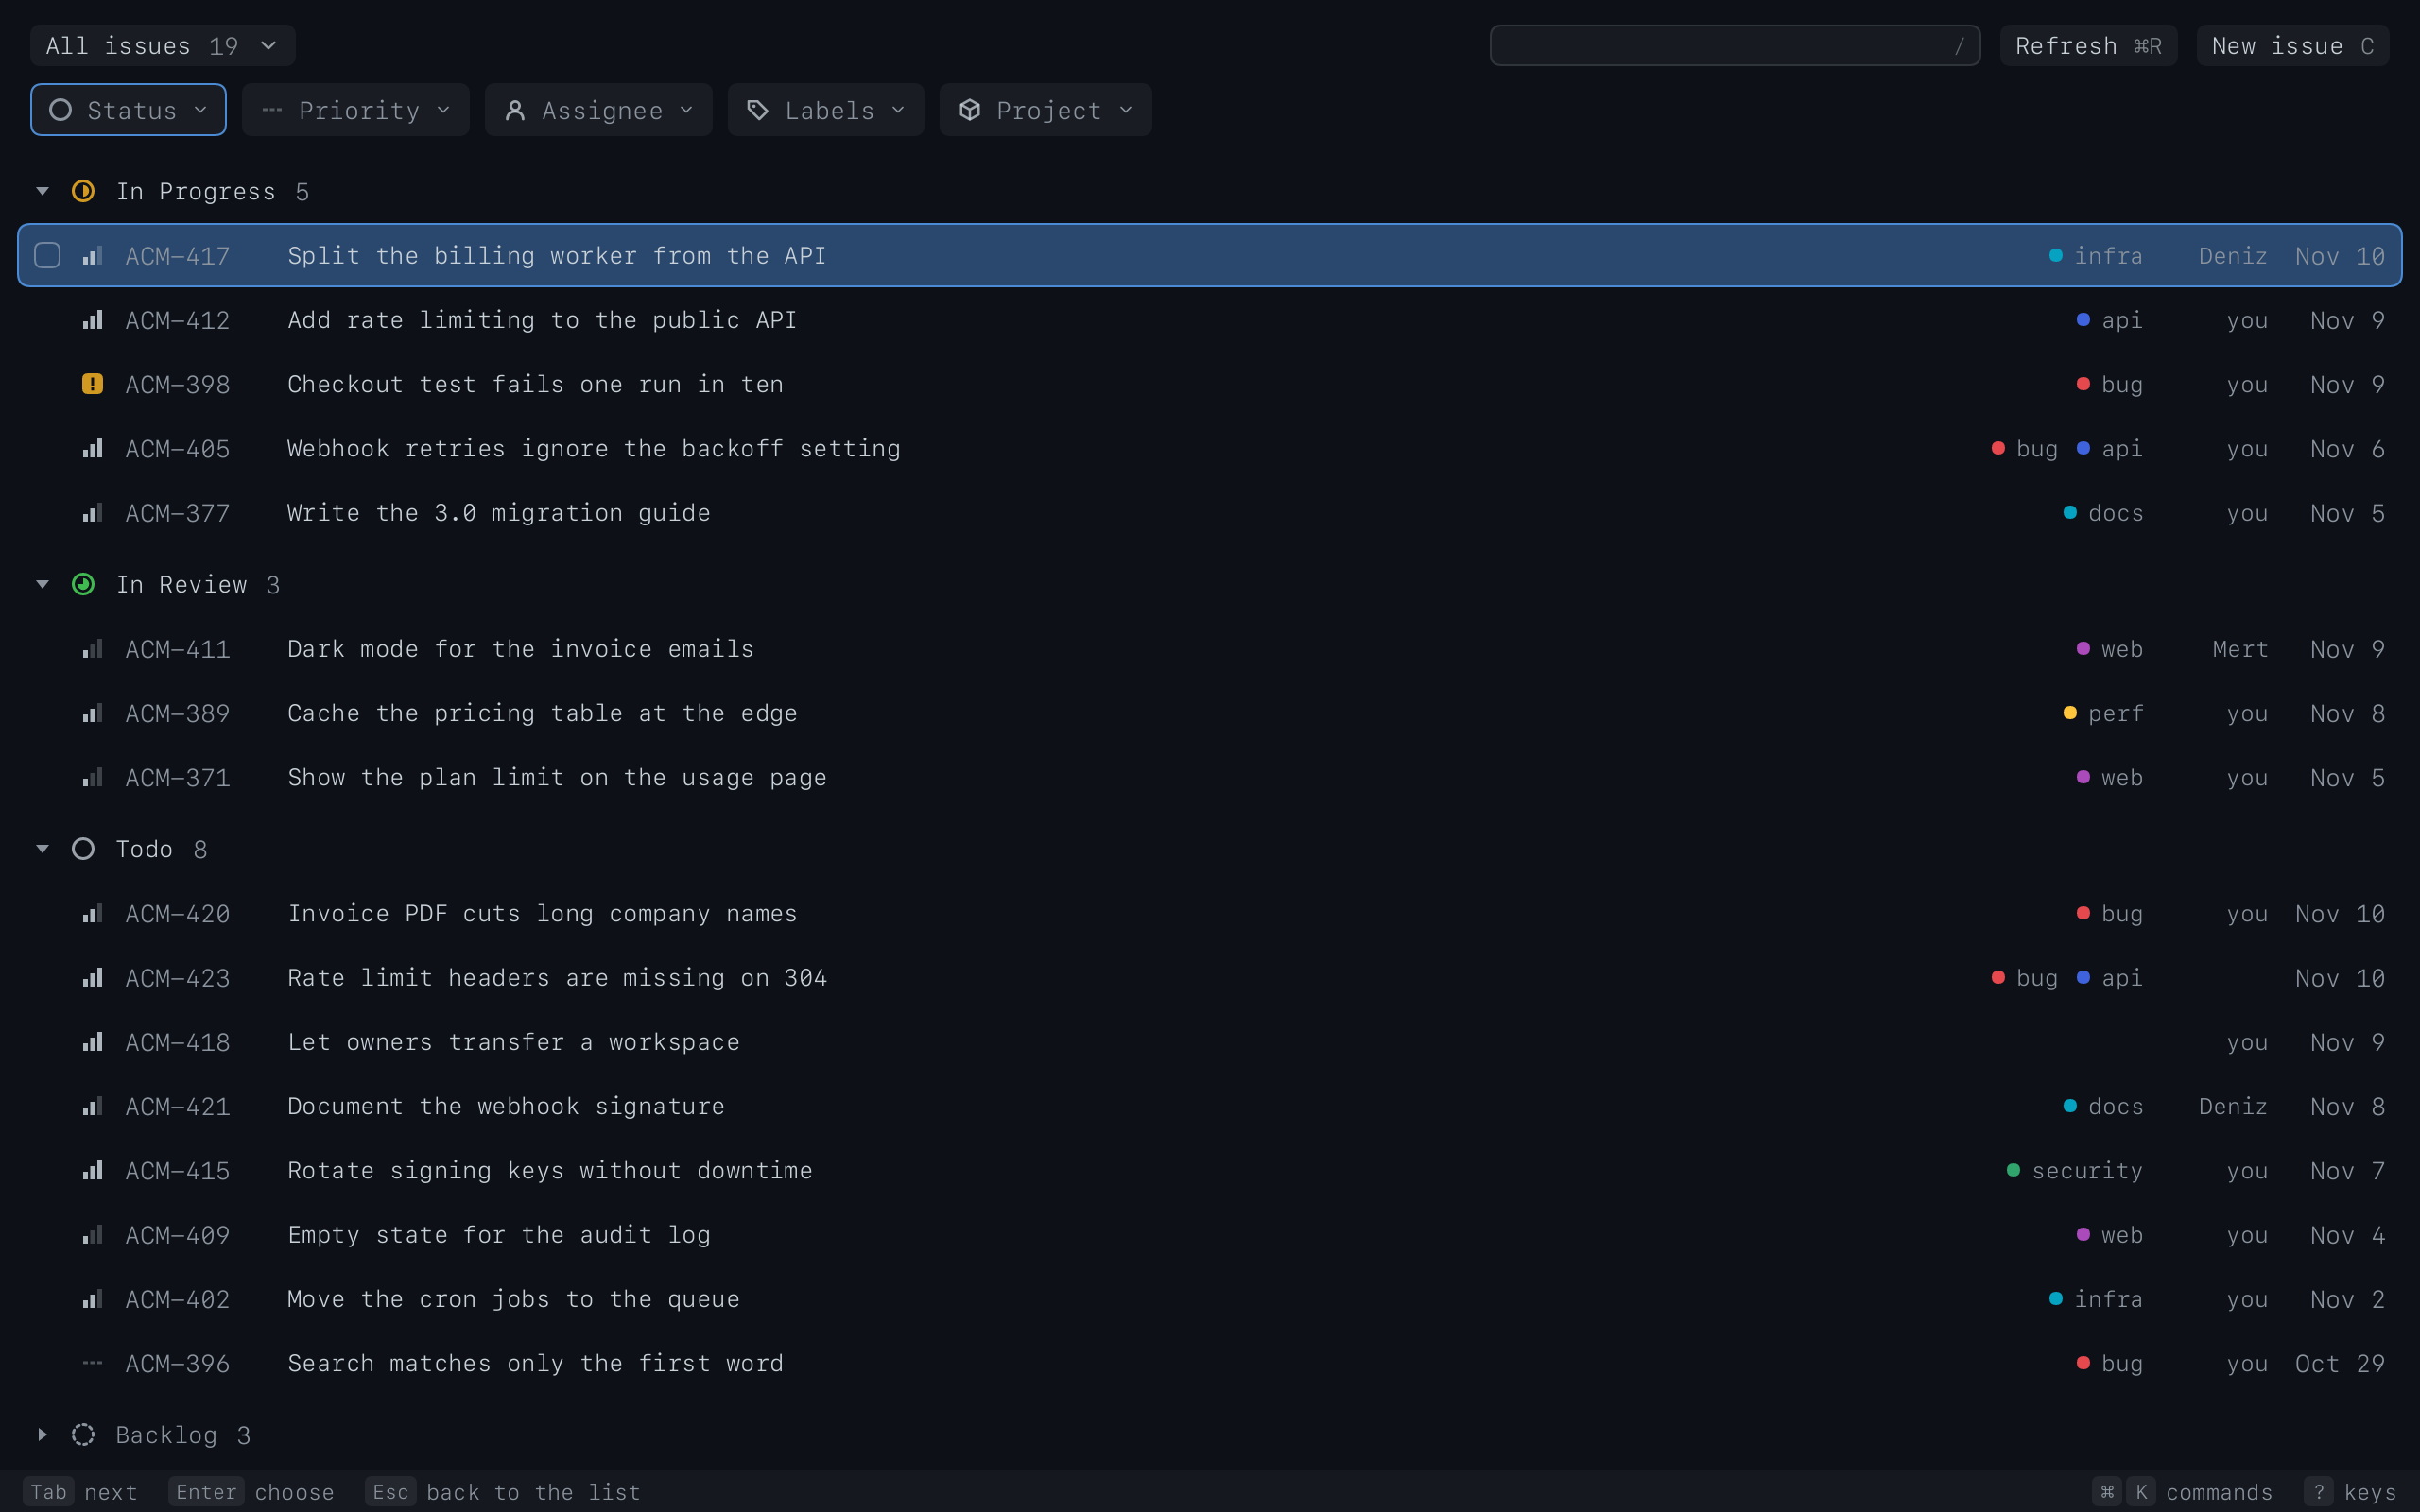 All issues 19 / Refresh ⌘R New issue C
Status Priority Assignee Labels Project
In Progress 5
ACM-417 Split the billing worker from the API infra Deniz Nov 10
ACM-412 Add rate limiting to the public API api you Nov 9
ACM-398 Checkout test fails one run in ten bug you Nov 9
ACM-405 Webhook retries ignore the backoff setting bug api you Nov 6
ACM-377 Write the 3.0 migration guide docs you Nov 5
In Review 3
ACM-411 Dark mode for the invoice emails web Mert Nov 9
ACM-389 Cache the pricing table at the edge perf you Nov 8
ACM-371 Show the plan limit on the usage page web you Nov 5
Todo 8
ACM-420 Invoice PDF cuts long company names bug you Nov 10
ACM-423 Rate limit headers are missing on 304 bug api Nov 10
ACM-418 Let owners transfer a workspace you Nov 9
ACM-421 Document the webhook signature docs Deniz Nov 8
ACM-415 Rotate signing keys without downtime security you Nov 7
ACM-409 Empty state for the audit log web you Nov 4
ACM-402 Move the cron jobs to the queue infra you Nov 2
ACM-396 Search matches only the first word bug you Oct 29
Backlog 3
Tab next Enter choose Esc back to the list ⌘ K commands ? keys